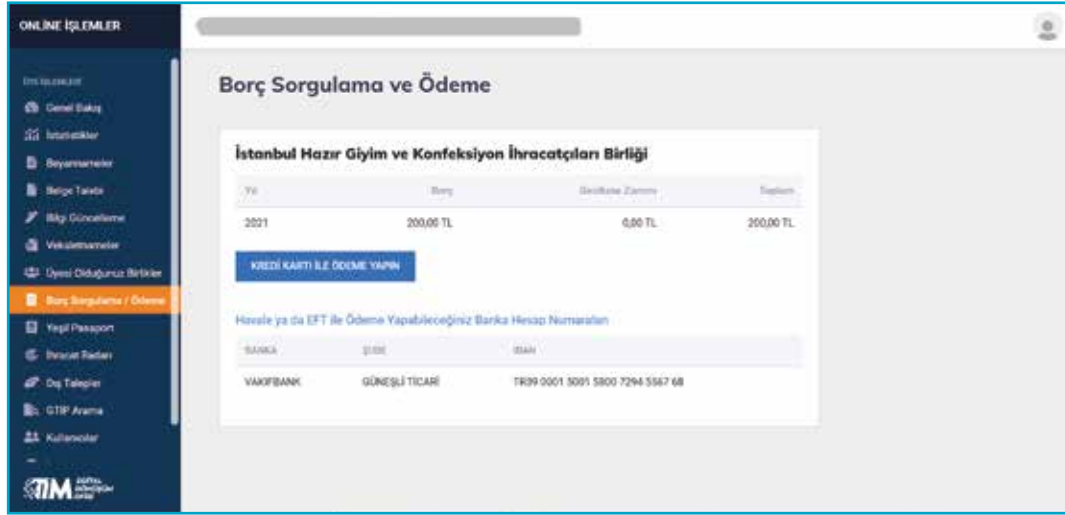 ONLİNE İŞLEMLER
Genel Bakış
İstatistikler
Beyannameler
Belge Talebi
Bilgi Güncelleme
Vekaletnameler
Üyesi Olduğunuz Birlikler
Borç Sorgulama / Ödeme
Yeşil Pasaport
İhracat Radarı
Dış Talepler
GTIP Arama
Kullanıcılar
TİM
Borç Sorgulama ve Ödeme
İstanbul Hazır Giyim ve Konfeksiyon İhracatçıları Birliği
Yıl Borç Gecikme Zammı Toplam
2021 200,00 TL 0,00 TL 200,00 TL
KREDİ KARTI İLE ÖDEME YAPIN
Havale ya da EFT ile Ödeme Yapabileceğiniz Banka Hesap Numaraları
BANKA ŞUBE IBAN
VAKIFBANK GÜNEŞLİ TİCARİ TR39 0001 5001 5800 7294 5567 68